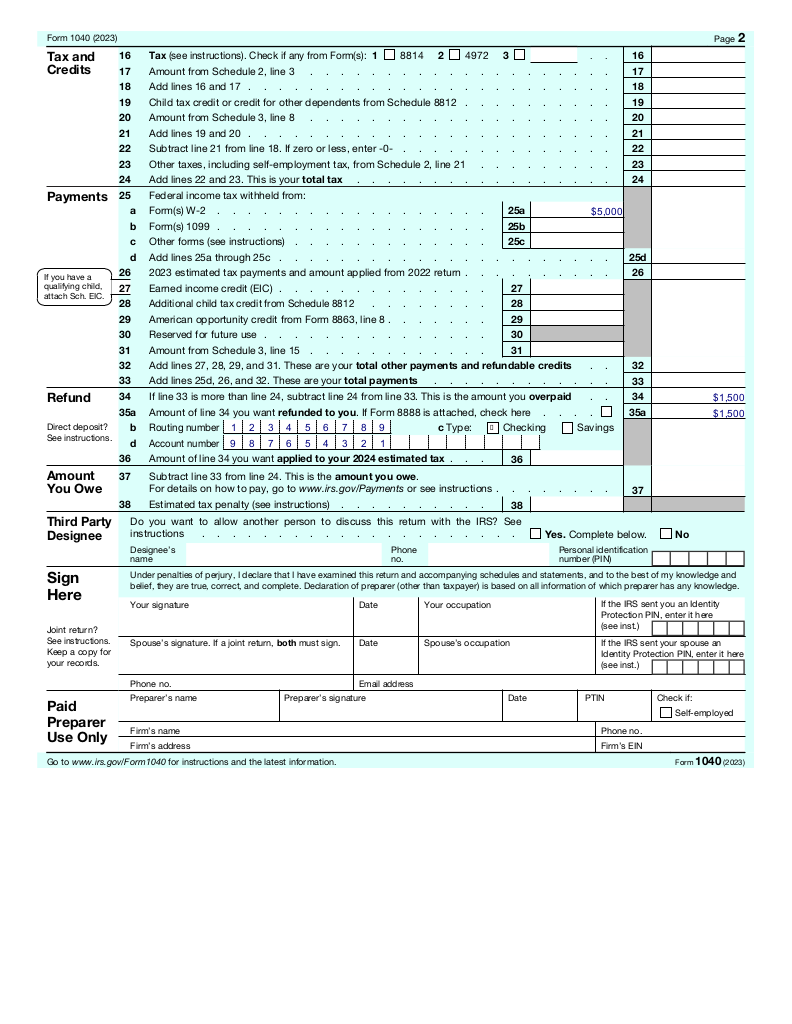 Form 1040 (2023) Page 2
Tax and Credits
16 Tax (see instructions). Check if any from Form(s): 1 8814 2 4972 3 . . 16
17 Amount from Schedule 2, line 3 17
18 Add lines 16 and 17 18
19 Child tax credit or credit for other dependents from Schedule 8812 19
20 Amount from Schedule 3, line 8 20
21 Add lines 19 and 20 21
22 Subtract line 21 from line 18. If zero or less, enter -0- 22
23 Other taxes, including self-employment tax, from Schedule 2, line 21 23
24 Add lines 22 and 23. This is your total tax 24
Payments 25 Federal income tax withheld from:
a Form(s) W-2 25a $5,000
b Form(s) 1099 25b
c Other forms (see instructions) 25c
d Add lines 25a through 25c 25d
26 2023 estimated tax payments and amount applied from 2022 return 26
If you have a
qualifying child,
attach Sch. EIC.
27 Earned income credit (EIC) 27
28 Additional child tax credit from Schedule 8812 28
29 American opportunity credit from Form 8863, line 8 29
30 Reserved for future use 30
31 Amount from Schedule 3, line 15 31
32 Add lines 27, 28, 29, and 31. These are your total other payments and refundable credits 32
33 Add lines 25d, 26, and 32. These are your total payments 33
Refund 34 If line 33 is more than line 24, subtract line 24 from line 33. This is the amount you overpaid 34 $1,500
35a Amount of line 34 you want refunded to you. If Form 8888 is attached, check here 35a $1,500
Direct deposit?
See instructions.
b Routing number 1 2 3 4 5 6 7 8 9 c Type: Checking Savings
d Account number 9 8 7 6 5 4 3 2 1
36 Amount of line 34 you want applied to your 2024 estimated tax 36
Amount
You Owe
37 Subtract line 33 from line 24. This is the amount you owe.
For details on how to pay, go to www.irs.gov/Payments or see instructions 37
38 Estimated tax penalty (see instructions) 38
Third Party
Designee
Do you want to allow another person to discuss this return with the IRS? See
instructions Yes. Complete below. No
Designee's
name
Phone
no.
Personal identification
number (PIN)
Sign
Here
Under penalties of perjury, I declare that I have examined this return and accompanying schedules and statements, and to the best of my knowledge and
belief, they are true, correct, and complete. Declaration of preparer (other than taxpayer) is based on all information of which preparer has any knowledge.
Joint return?
See instructions.
Keep a copy for
your records.
Your signature Date Your occupation
If the IRS sent you an Identity
Protection PIN, enter it here
(see inst.)
Spouse's signature. If a joint return, both must sign. Date Spouse's occupation
If the IRS sent your spouse an
Identity Protection PIN, enter it here
(see inst.)
Phone no. Email address
Paid
Preparer
Use Only
Preparer's name Preparer's signature Date PTIN Check if:
Self-employed
Firm's name Phone no.
Firm's address Firm's EIN
Go to www.irs.gov/Form1040 for instructions and the latest information. Form 1040 (2023)